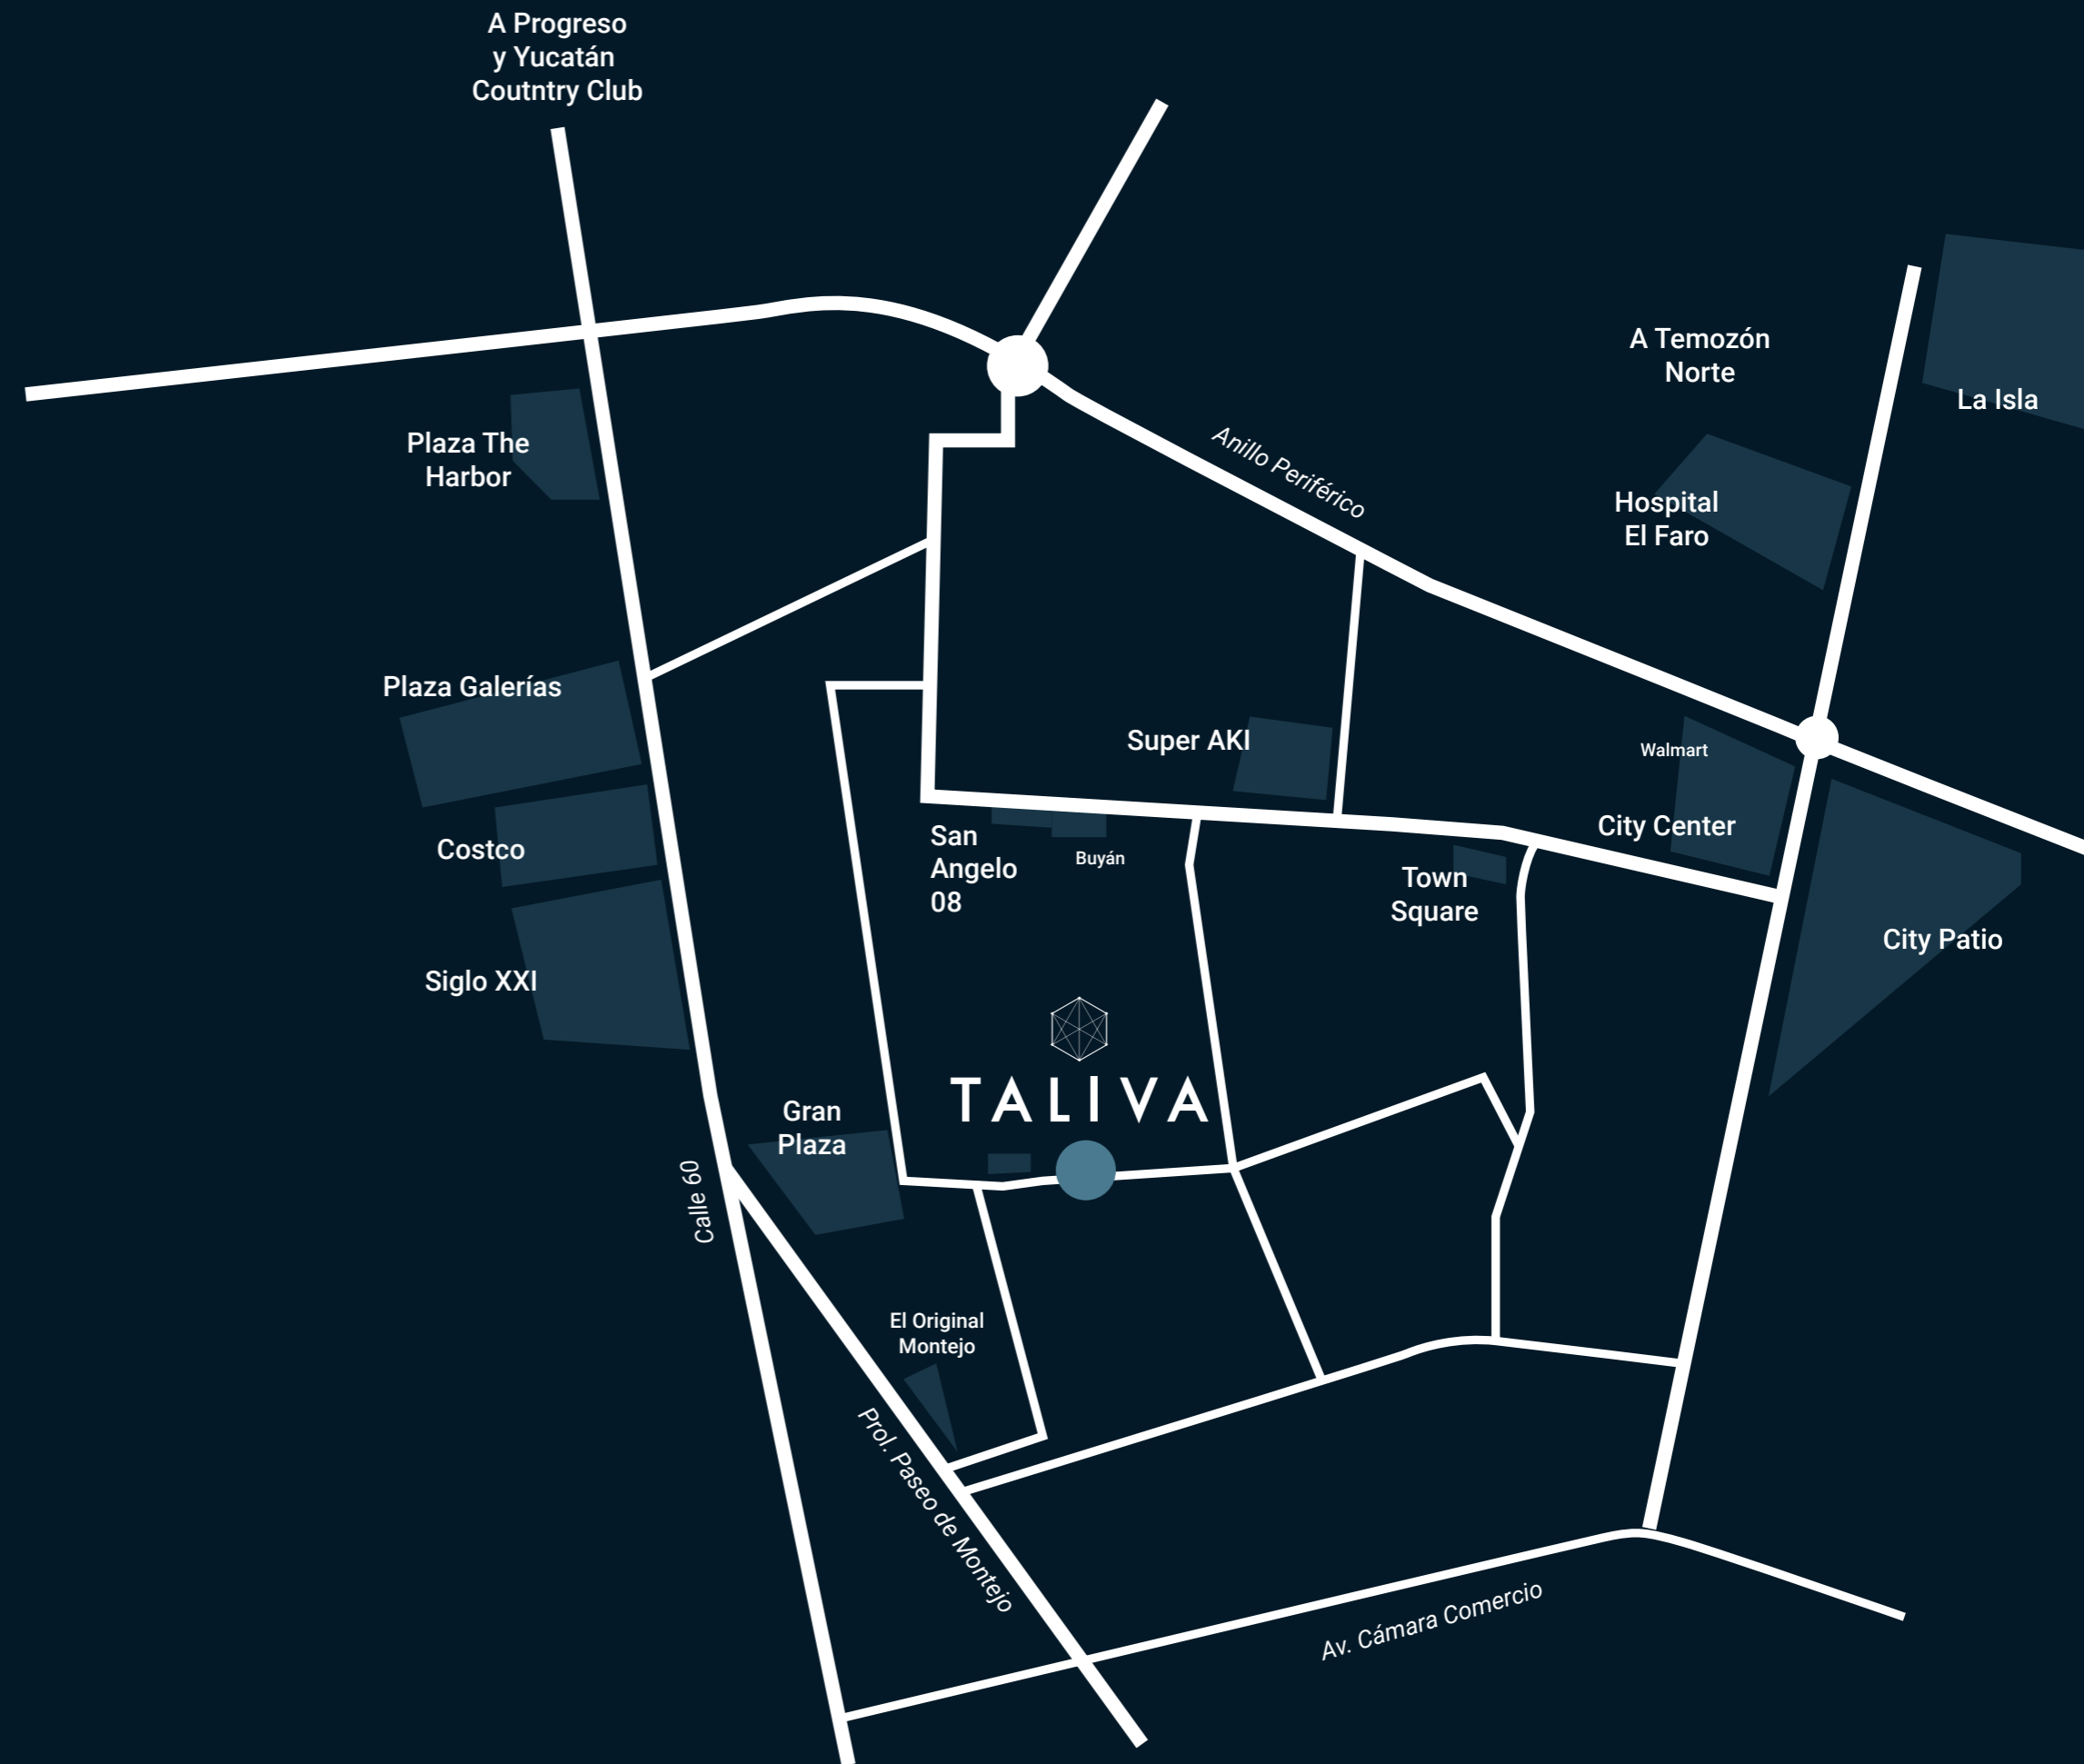 A Progreso
y Yucatán
Coutntry Club
A Temozón
Norte
La Isla
Plaza The
Harbor
Anillo Periférico
Hospital
El Faro
Plaza Galerías
Super AKI
Walmart
City Center
Costco
San
Angelo
08
Buyán
Town
Square
City Patio
Siglo XXI
TALIVA
Gran
Plaza
Calle 60
El Original
Montejo
Prol. Paseo de Montejo
Av. Cámara Comercio